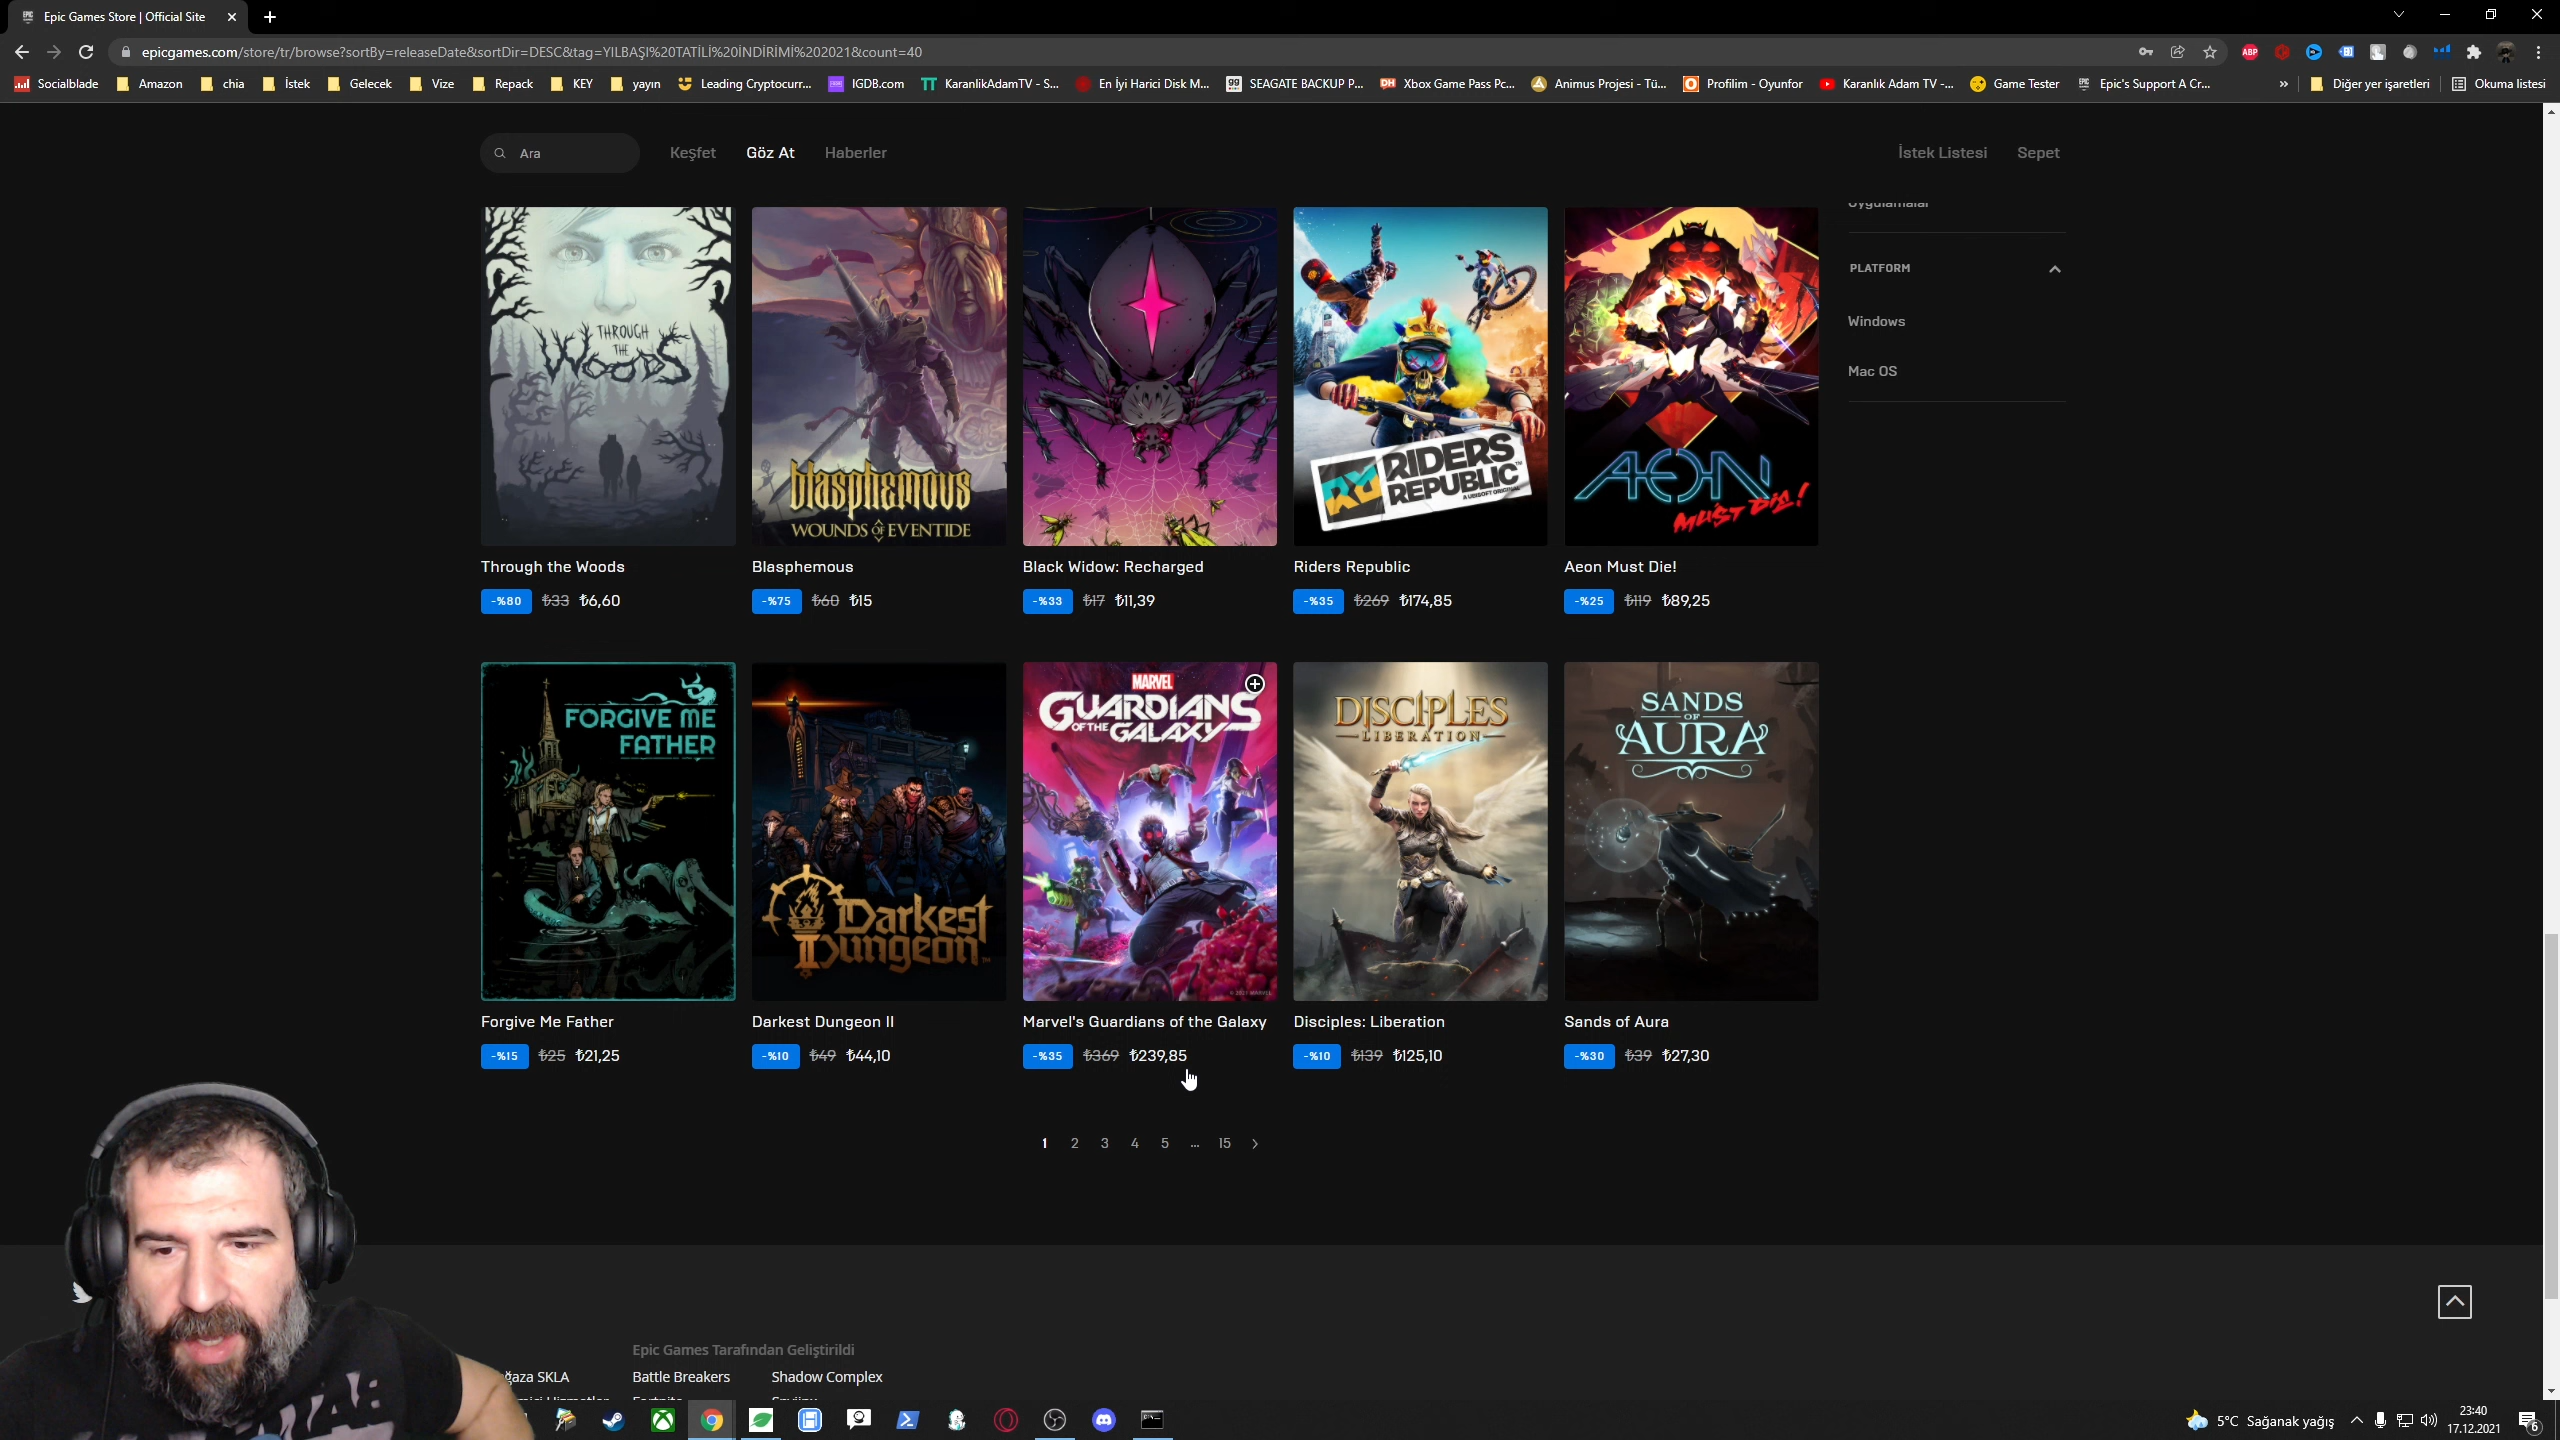 Epic Games Store | Official Site
epicgames.com/store/tr/browse?sortBy=releaseDate&sortDir=DESC&tag=YILBAŞI%20TATİLİ%20İNDİRİMİ%202021&count=40
ABP
Socialblade Amazon chia İstek Gelecek Vize Repack KEY yayın Leading Cryptocurr... IGDB.com KaranlikAdamTV - S... En İyi Harici Disk M... SEAGATE BACKUP P... Xbox Game Pass Pc... Animus Projesi - Tü... Profilim - Oyunfor Karanlık Adam TV -... Game Tester Epic's Support A Cr... » Diğer yer işaretleri Okuma listesi
Ara Keşfet Göz At Haberler İstek Listesi Sepet
Uygulamalar
PLATFORM
Windows
Mac OS
THROUGH
THE
WOODS
blasphemous
WOUNDS OF EVENTIDE
RIDERS
REPUBLIC
A UBISOFT ORIGINAL
AEON
MUST DIE!
Through the Woods Blasphemous Black Widow: Recharged Riders Republic Aeon Must Die!
-%80 ₺33 ₺6,60 -%75 ₺60 ₺15 -%33 ₺17 ₺11,39 -%35 ₺269 ₺174,85 -%25 ₺119 ₺89,25
FORGIVE ME
FATHER
Darkest
Dungeon
MARVEL
GUARDIANS
OF THE GALAXY
© 2021 MARVEL
DISCIPLES
LIBERATION
SANDS
OF
AURA
Forgive Me Father Darkest Dungeon II Marvel's Guardians of the Galaxy Disciples: Liberation Sands of Aura
-%15 ₺25 ₺21,25 -%10 ₺49 ₺44,10 -%35 ₺369 ₺239,85 -%10 ₺139 ₺125,10 -%30 ₺39 ₺27,30
1 2 3 4 5 ... 15 >
Epic Games Tarafından Geliştirildi
ğaza SKLA Battle Breakers Shadow Complex
5°C Sağanak yağış 23:40
17.12.2021
6